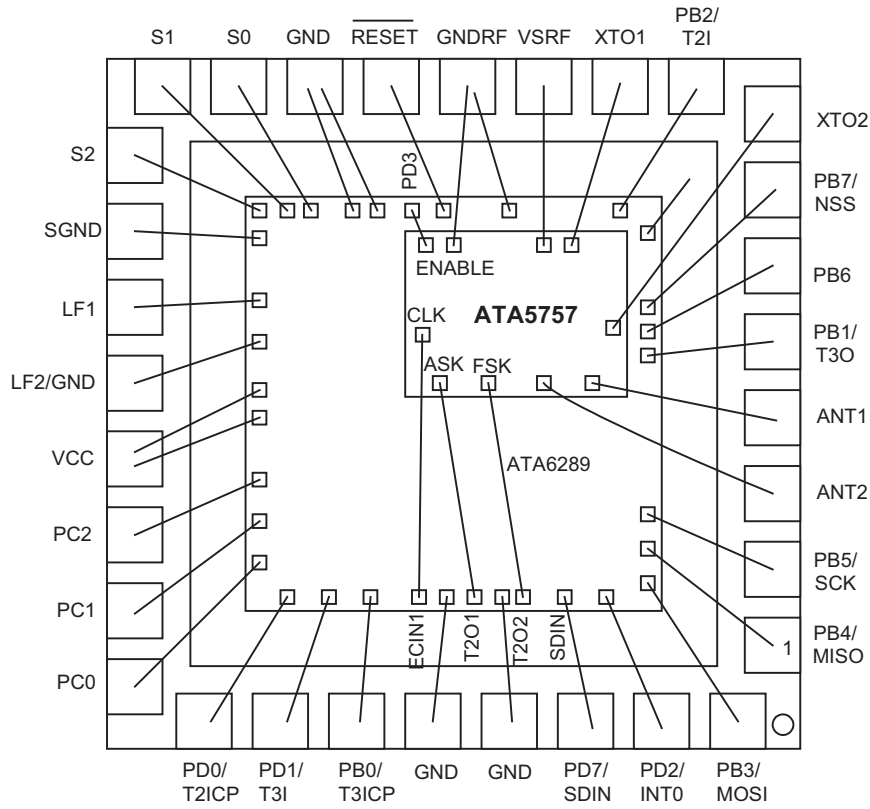 PB2/
T2I
S1
S0
GND
RESET
GNDRF
VSRF
XTO1
XTO2
S2
PD3
PB7/
NSS
SGND
ENABLE
PB6
LF1
CLK
ATA5757
PB1/
T3O
ASK
FSK
LF2/GND
ANT1
VCC
ATA6289
ANT2
PC2
PB5/
SCK
PC1
ECIN1
T2O1
T2O2
SDIN
1
PB4/
MISO
PC0
PD0/
T2ICP
PD1/
T3I
PB0/
T3ICP
GND
GND
PD7/
SDIN
PD2/
INT0
PB3/
MOSI